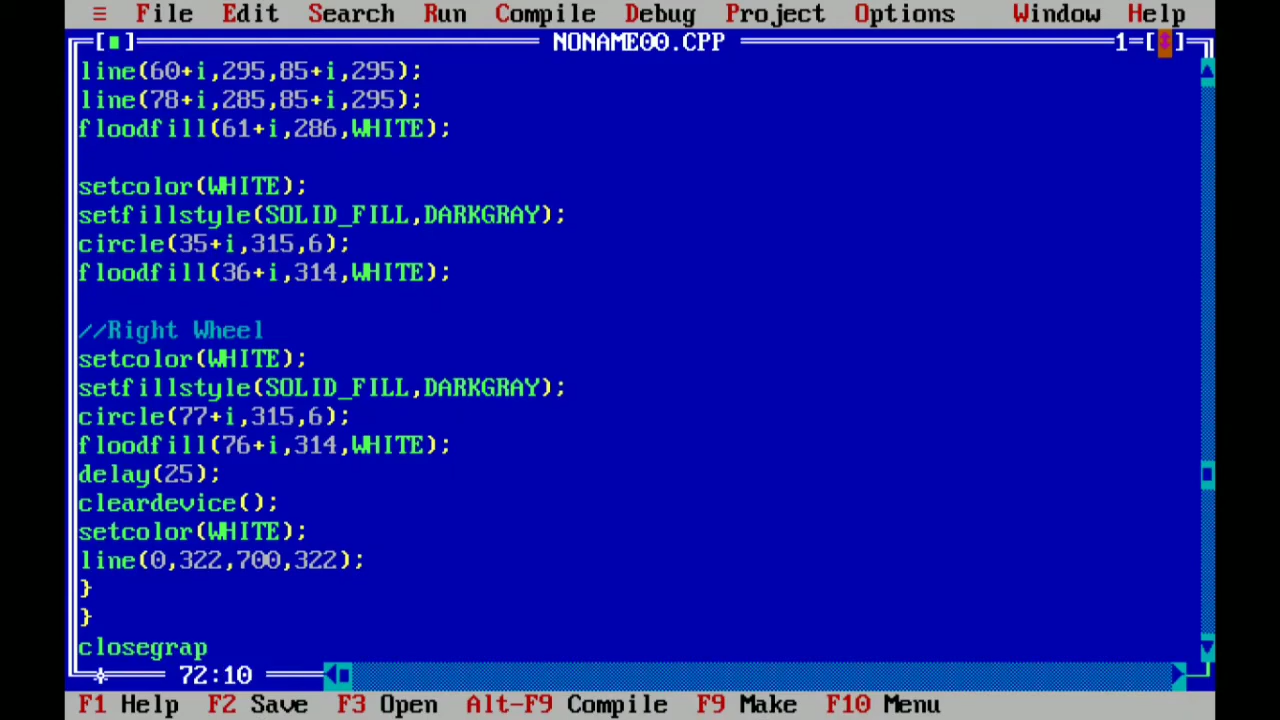 ≡ File Edit Search Run Compile Debug Project Options Window Help
[■] NONAME00.CPP 1=[↕]
line(60+i,295,85+i,295);
line(78+i,285,85+i,295);
floodfill(61+i,286,WHITE);
setcolor(WHITE);
setfillstyle(SOLID_FILL,DARKGRAY);
circle(35+i,315,6);
floodfill(36+i,314,WHITE);
//Right Wheel
setcolor(WHITE);
setfillstyle(SOLID_FILL,DARKGRAY);
circle(77+i,315,6);
floodfill(76+i,314,WHITE);
delay(25);
cleardevice();
setcolor(WHITE);
line(0,322,700,322);
}
}
closegrap
72:10
F1 Help F2 Save F3 Open Alt-F9 Compile F9 Make F10 Menu